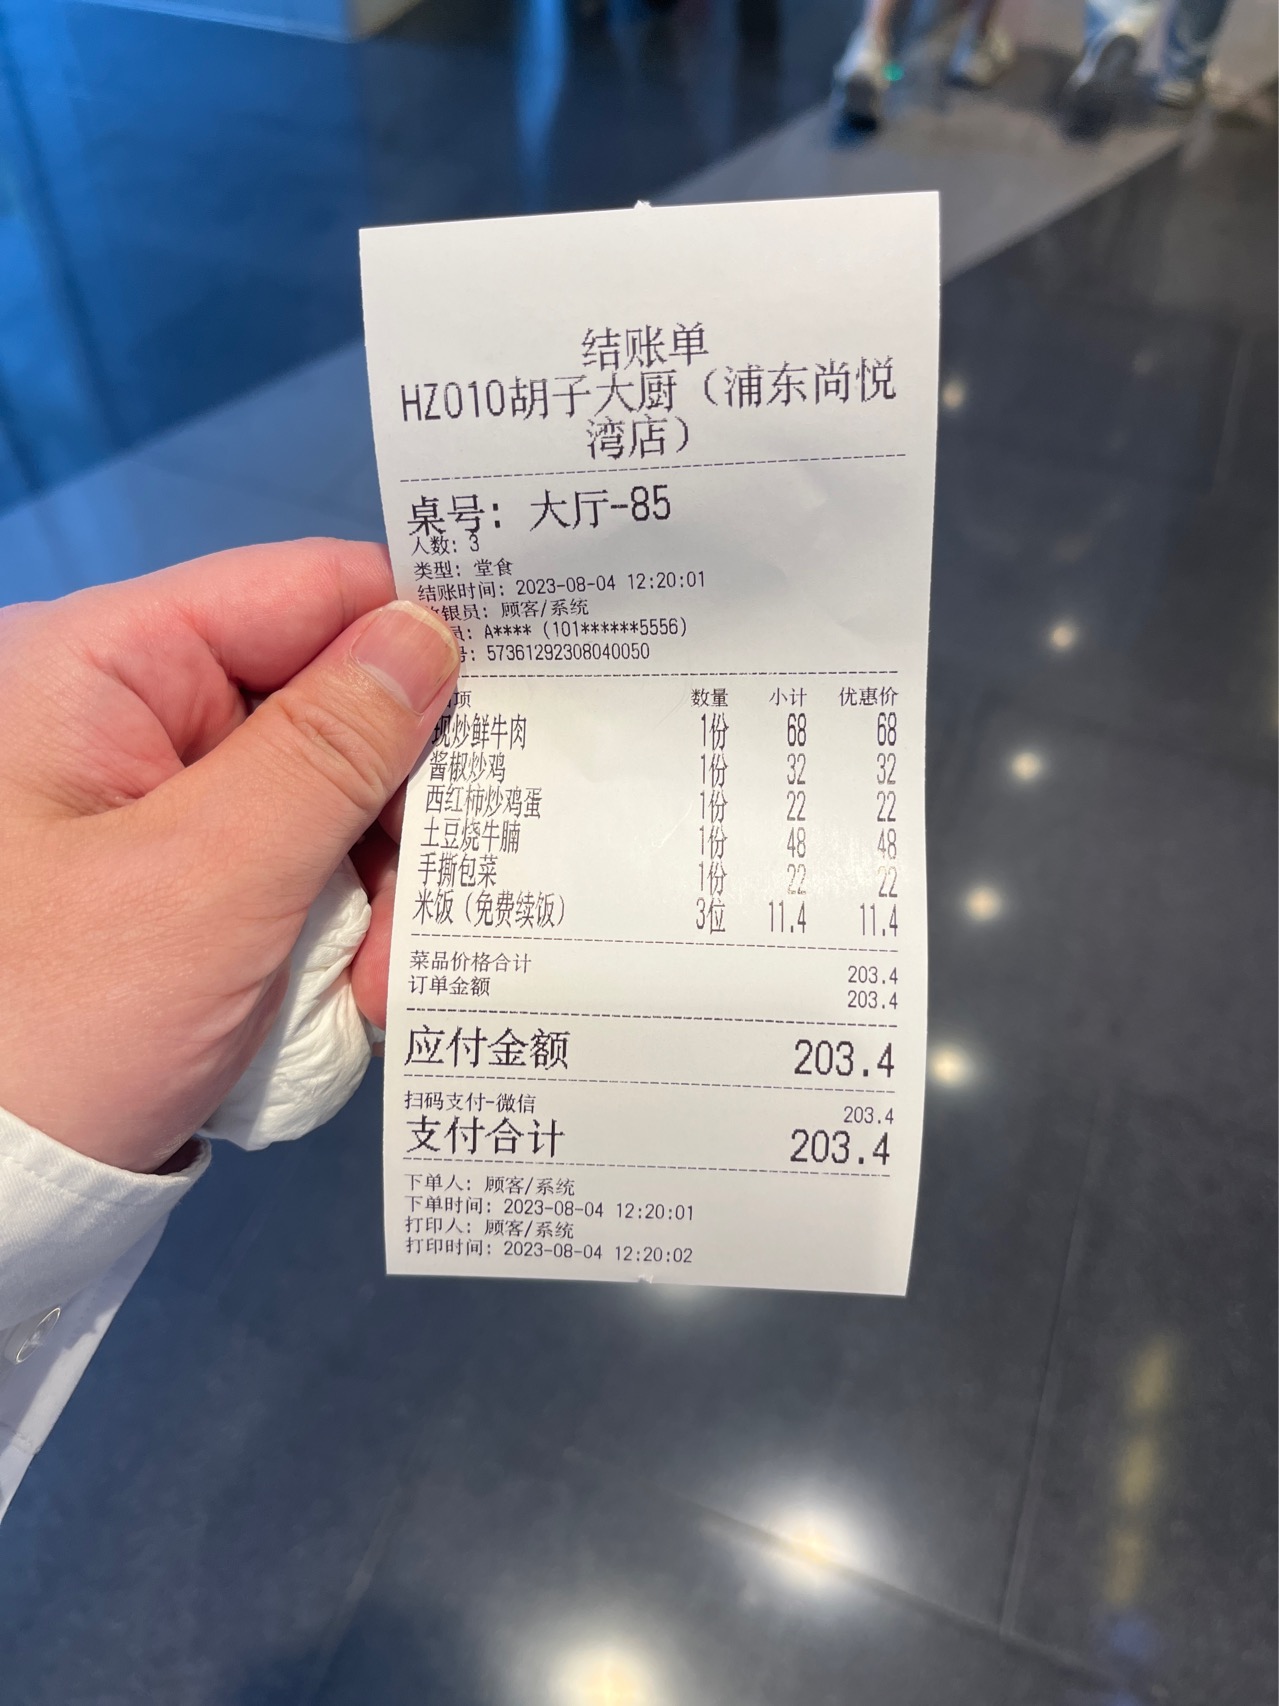 结账单
HZ010胡子大厨（浦东尚悦
湾店）
桌号: 大厅-85
人数: 3
类型: 堂食
结账时间: 2023-08-04 12:20:01
银员: 顾客/系统
员: A**** (101******5556)
号: 57361292308040050
项 数量 小计 优惠价
现炒鲜牛肉 1份 68 68
酱椒炒鸡 1份 32 32
西红柿炒鸡蛋 1份 22 22
土豆烧牛腩 1份 48 48
手撕包菜 1份 22 22
米饭（免费续饭） 3位 11.4 11.4
菜品价格合计 203.4
订单金额 203.4
应付金额 203.4
扫码支付-微信 203.4
支付合计 203.4
下单人: 顾客/系统
下单时间: 2023-08-04 12:20:01
打印人: 顾客/系统
打印时间: 2023-08-04 12:20:02